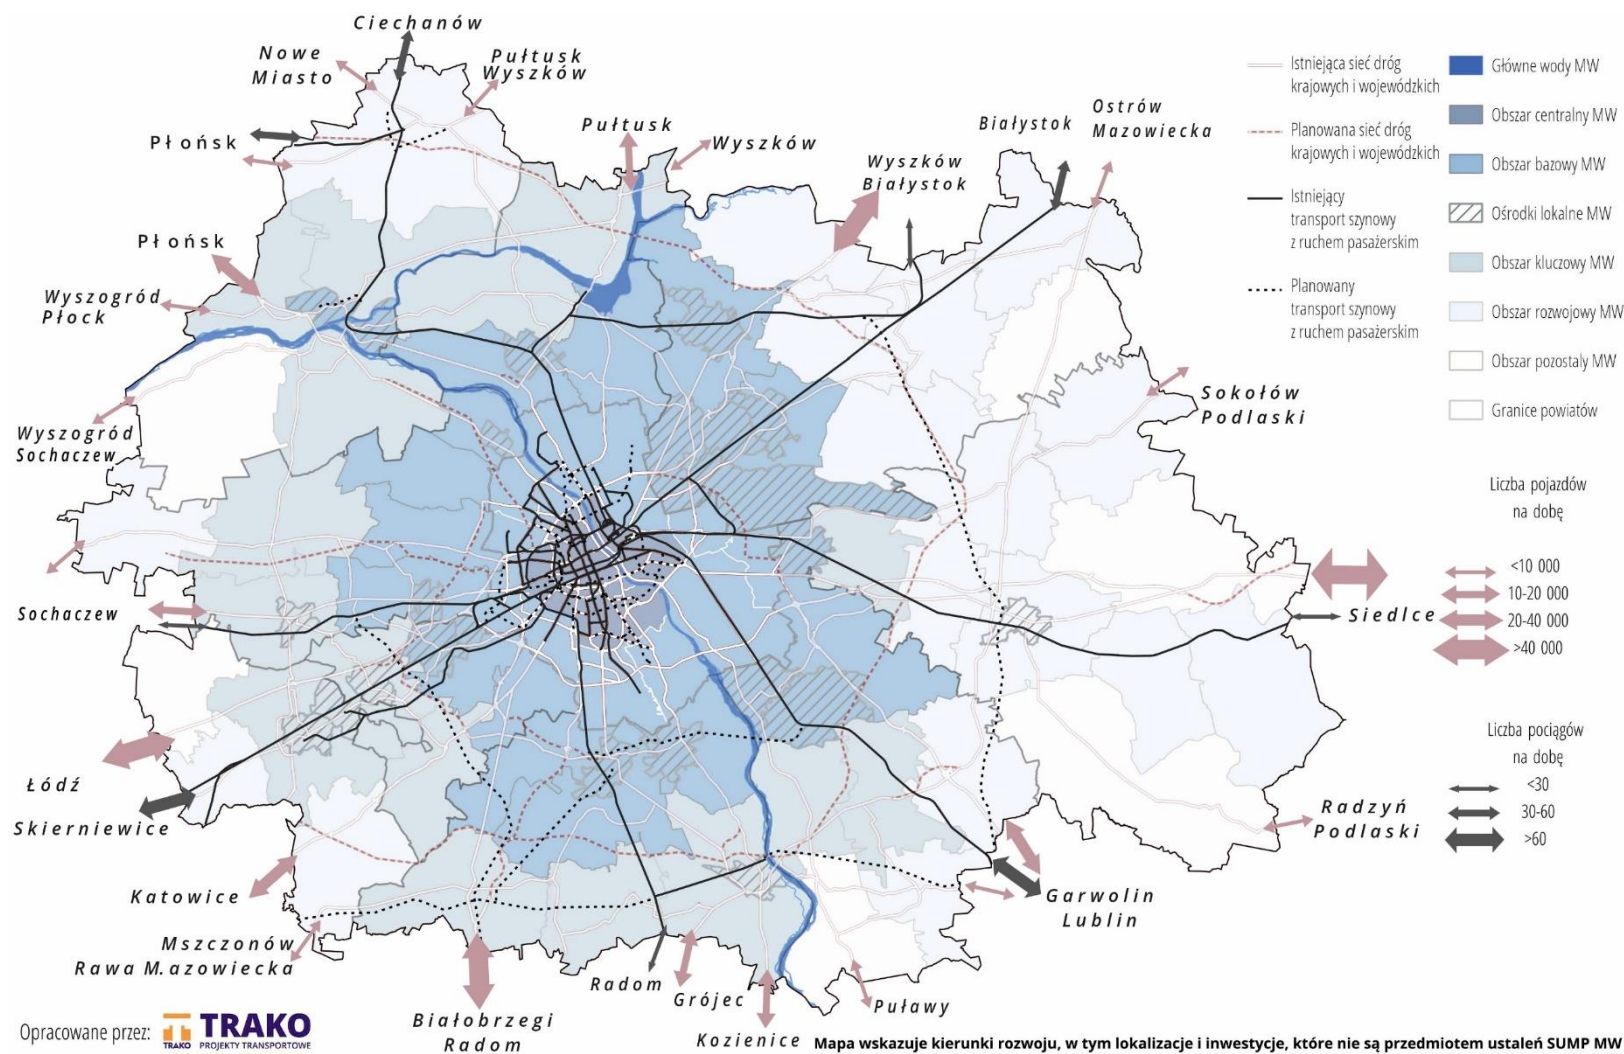 Ciechanów
Nowe
Miasto
Pułtusk
Wyszków
Płońsk
Pułtusk
Wyszków
Białystok
Ostrów
Mazowiecka
Wyszków
Białystok
Płońsk
Wyszogród
Płock
Wyszogród
Sochaczew
Sokołów
Podlaski
Sochaczew
Siedlce
Łódź
Skierniewice
Radzyń
Podlaski
Katowice
Garwolin
Lublin
Mszczonów
Rawa M.azowiecka
Radom
Grójec
Puławy
Białobrzegi
Radom
Kozienice
Istniejąca sieć dróg
krajowych i wojewódzkich
Planowana sieć dróg
krajowych i wojewódzkich
Istniejący
transport szynowy
z ruchem pasażerskim
Planowany
transport szynowy
z ruchem pasażerskim
Główne wody MW
Obszar centralny MW
Obszar bazowy MW
Ośrodki lokalne MW
Obszar kluczowy MW
Obszar rozwojowy MW
Obszar pozostaly MW
Granice powiatów
Liczba pojazdów
na dobę
<10 000
10-20 000
20-40 000
>40 000
Liczba pociągów
na dobę
<30
30-60
>60
Opracowane przez:
TRAKO
TRAKO
PROJEKTY TRANSPORTOWE
Mapa wskazuje kierunki rozwoju, w tym lokalizacje i inwestycje, które nie są przedmiotem ustaleń SUMP MW